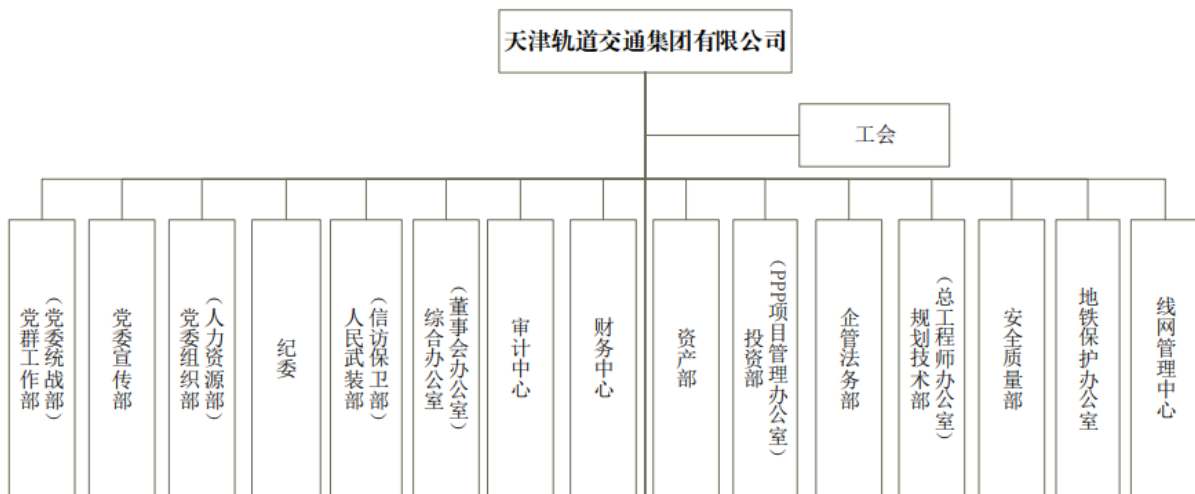 天津轨道交通集团有限公司
工会
党群工作部
（党委统战部）
党委宣传部
党委组织部
（人力资源部）
纪委
人民武装部
（信访保卫部）
综合办公室
（董事会办公室）
审计中心
财务中心
资产部
投资部
（PPP项目管理办公室）
企管法务部
规划技术部
（总工程师办公室）
安全质量部
地铁保护办公室
线网管理中心